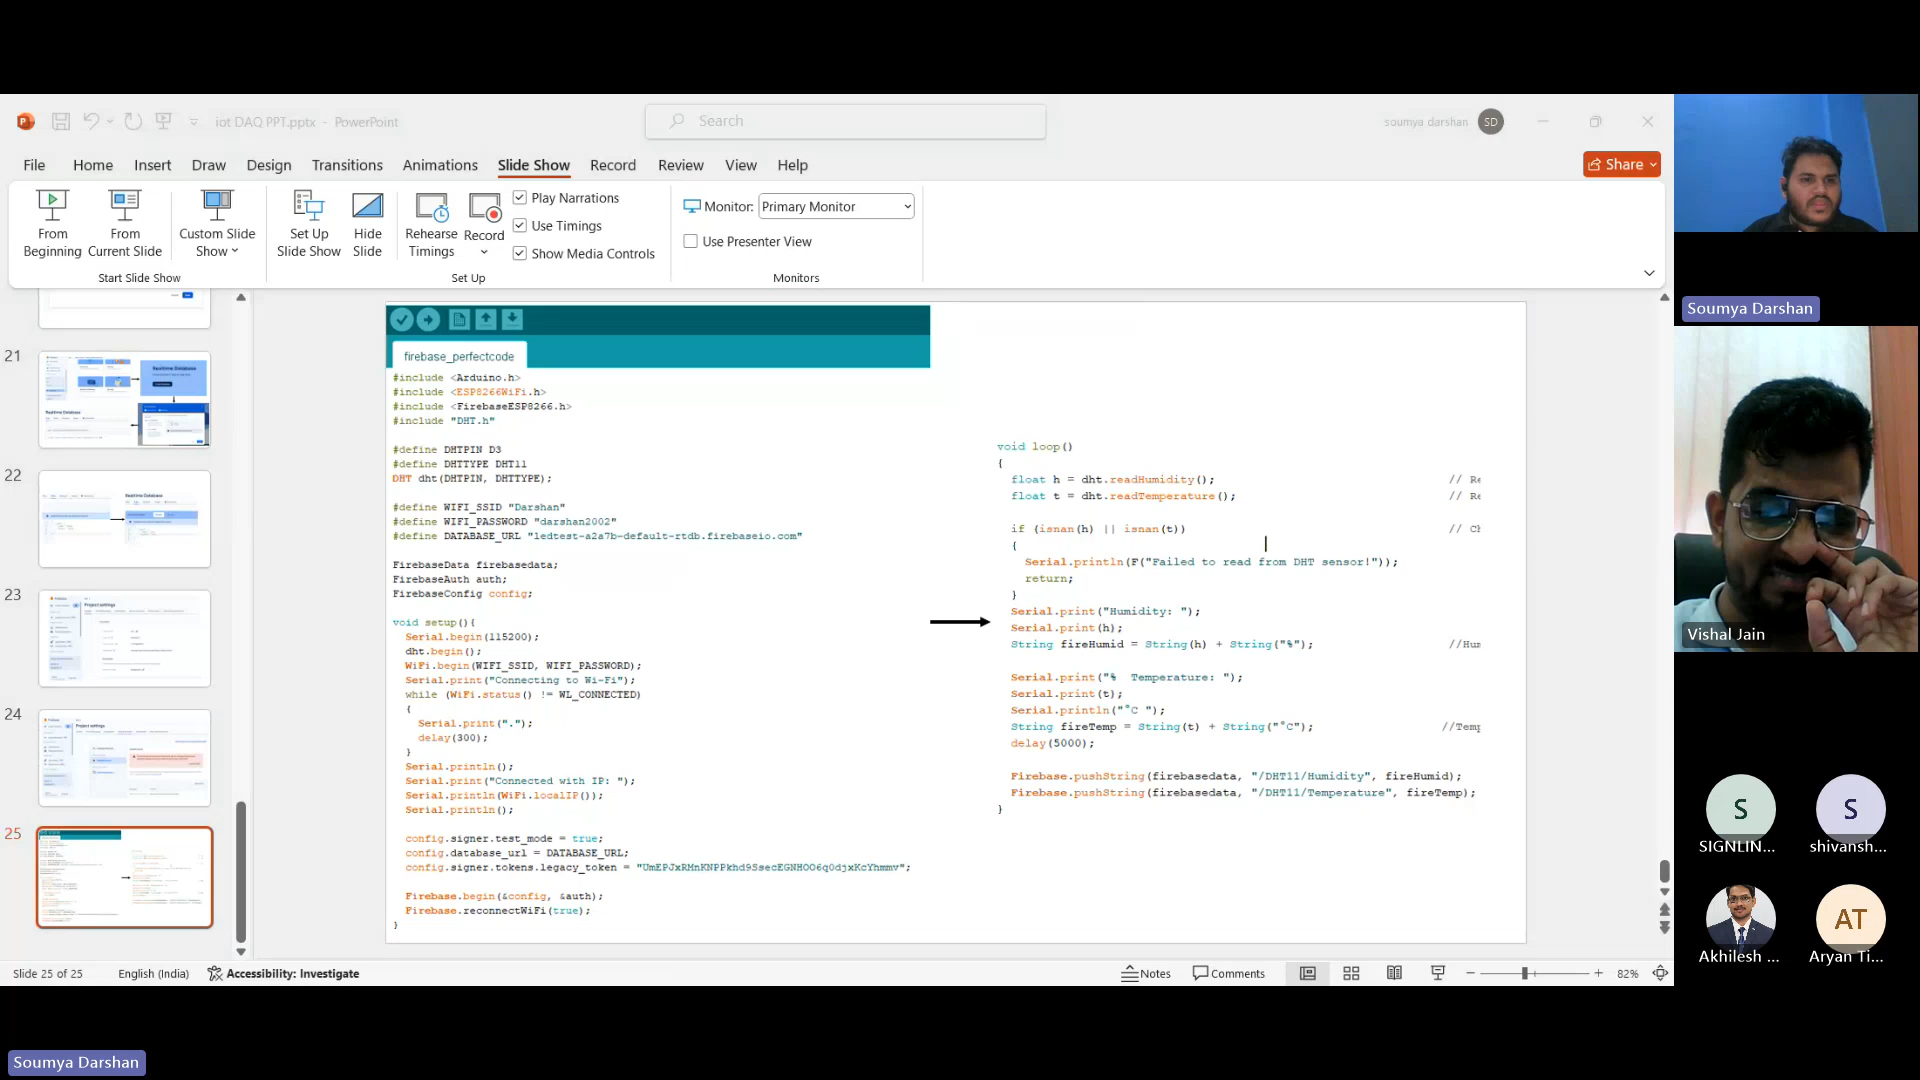 iot DAQ PPT.pptx - PowerPoint
Search
soumya darshan
SD
File Home Insert Draw Design Transitions Animations Slide Show Record Review View Help
Share
From Beginning
From Current Slide
Custom Slide Show
Set Up Slide Show
Hide Slide
Rehearse Timings
Record
Play Narrations
Use Timings
Show Media Controls
Monitor: Primary Monitor
Use Presenter View
Start Slide Show
Set Up
Monitors
21
22
23
24
25
firebase_perfectcode
#include <Arduino.h>
#include <ESP8266WiFi.h>
#include <FirebaseESP8266.h>
#include "DHT.h"
#define DHTPIN D3
#define DHTTYPE DHT11
DHT dht(DHTPIN, DHTTYPE);
#define WIFI_SSID "Darshan"
#define WIFI_PASSWORD "darshan2002"
#define DATABASE_URL "ledtest-a2a7b-default-rtdb.firebaseio.com"
FirebaseData firebasedata;
FirebaseAuth auth;
FirebaseConfig config;
void setup(){
Serial.begin(115200);
dht.begin();
WiFi.begin(WIFI_SSID, WIFI_PASSWORD);
Serial.print("Connecting to Wi-Fi");
while (WiFi.status() != WL_CONNECTED)
{
Serial.print(".");
delay(300);
}
Serial.println();
Serial.print("Connected with IP: ");
Serial.println(WiFi.localIP());
Serial.println();
config.signer.test_mode = true;
config.database_url = DATABASE_URL;
config.signer.tokens.legacy_token =
Firebase.begin(&config, &auth);
Firebase.reconnectWiFi(true);
}
void loop()
{
float h = dht.readHumidity(); // Re
float t = dht.readTemperature(); // Re
if (isnan(h) || isnan(t)) // Ch
{
Serial.println(F("Failed to read from DHT sensor!"));
return;
}
Serial.print("Humidity: ");
Serial.print(h);
String fireHumid = String(h) + String("%"); //Hum
Serial.print("% Temperature: ");
Serial.print(t);
Serial.println("°C ");
String fireTemp = String(t) + String("°C"); //Temp
delay(5000);
Firebase.pushString(firebasedata, "/DHT11/Humidity", fireHumid);
Firebase.pushString(firebasedata, "/DHT11/Temperature", fireTemp);
}
Slide 25 of 25
English (India)
Accessibility: Investigate
Notes
Comments
82%
Soumya Darshan
Vishal Jain
S
SIGNLIN...
S
shivansh...
Akhilesh ...
AT
Aryan Ti...
Soumya Darshan